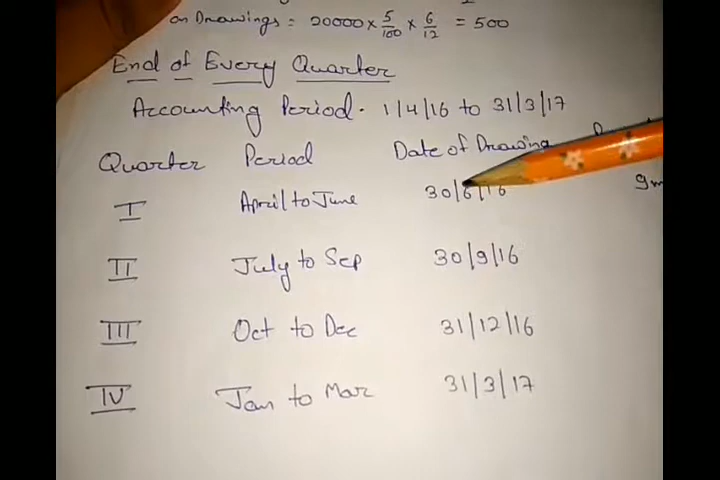 on Drawings = 20000 × 5/100 × 6/12 = 500
End of Every Quarter
Accounting Period - 1/4/16 to 31/3/17
Quarter Period Date of Drawing
I April to June 30/6/16 9m
II July to Sep 30/9/16
III Oct to Dec 31/12/16
IV Jan to Mar 31/3/17